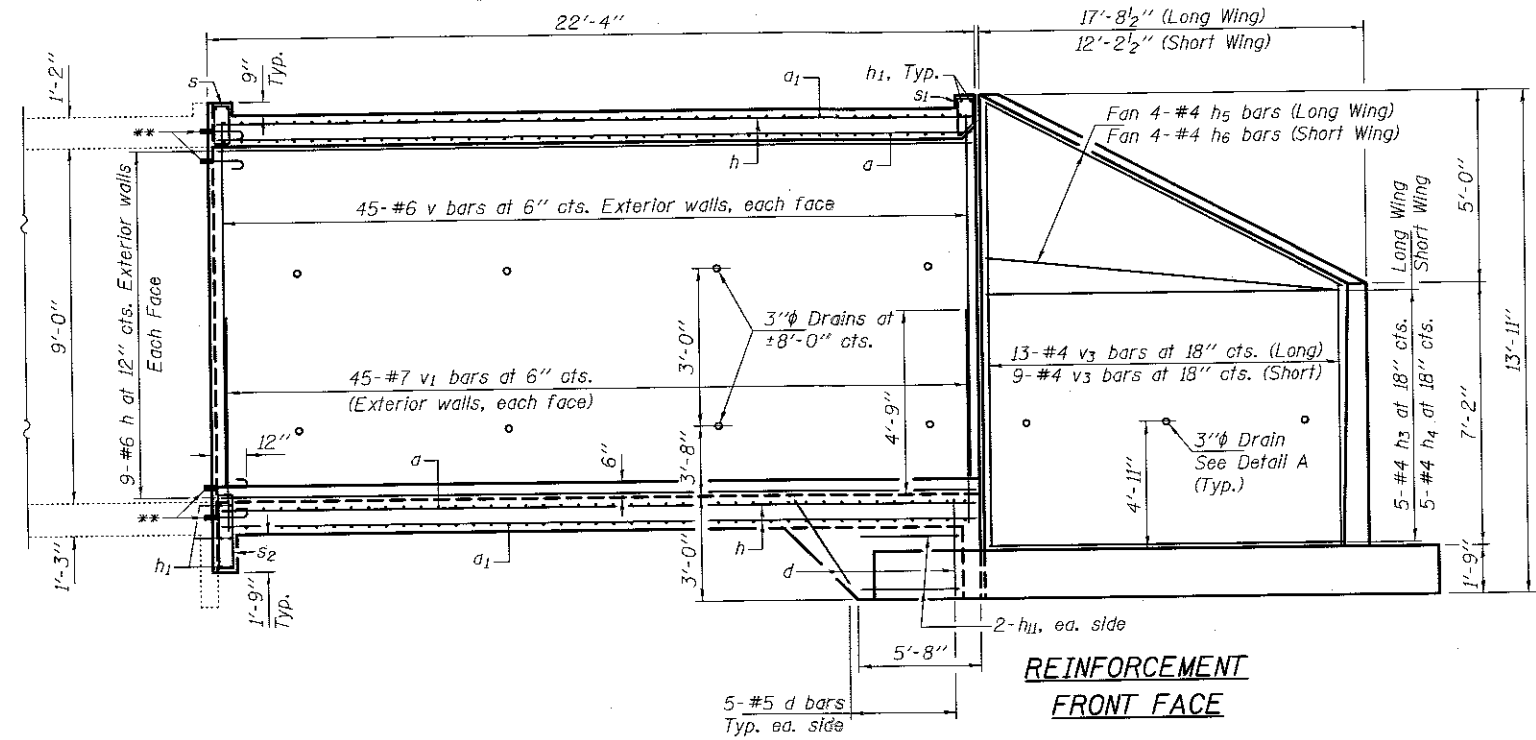 22'-4"
17'-8½" (Long Wing)
12'-2½" (Short Wing)
1'-2"
s
9"
Typ.
a1
h1, Typ.
s1
**
h
a
Fan 4-#4 h5 bars (Long Wing)
Fan 4-#4 h6 bars (Short Wing)
5'-0"
13'-11"
9'-0"
9-#6 h at 12" cts. Exterior walls
Each Face
45-#6 v bars at 6" cts. Exterior walls, each face
Long Wing
Short Wing
3"φ Drains at
±8'-0" cts.
3'-0"
45-#7 v1 bars at 6" cts.
(Exterior walls, each face)
4'-9"
13-#4 v3 bars at 18" cts. (Long)
9-#4 v3 bars at 18" cts. (Short)
5-#4 h3 at 18" cts.
5-#4 h4 at 18" cts.
7'-2"
3"φ Drain
See Detail A
(Typ.)
4'-11"
12"
a
6"
3'-8"
**
h1
s2
a1
h
d
3'-0"
1'-3"
1'-9"
Typ.
1'-9"
2-h11, ea. side
5'-8"
5-#5 d bars
Typ. ea. side
REINFORCEMENT
FRONT FACE